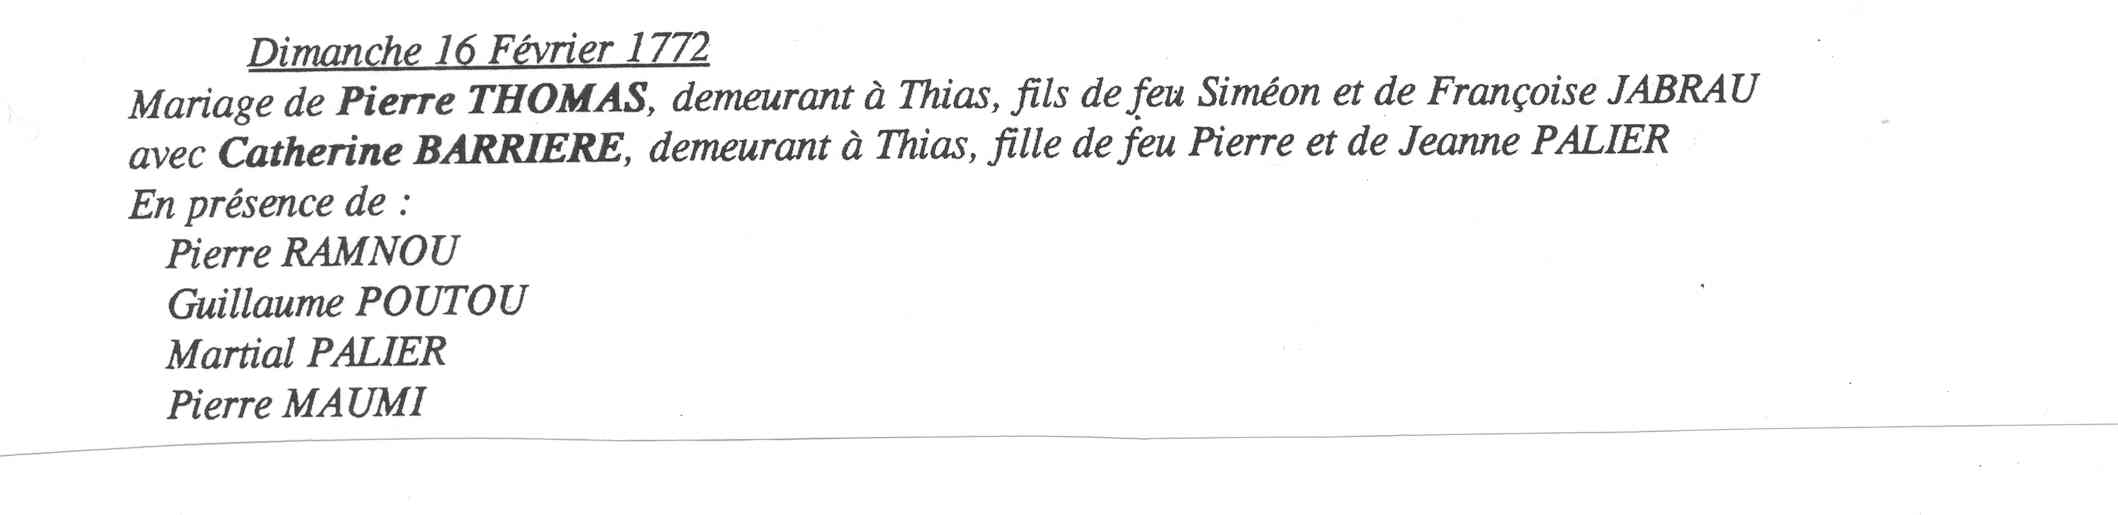 Dimanche 16 Février 1772
Mariage de Pierre THOMAS, demeurant à Thias, fils de feu Siméon et de Françoise JABRAU
avec Catherine BARRIERE, demeurant à Thias, fille de feu Pierre et de Jeanne PALIER
En présence de :
Pierre RAMNOU
Guillaume POUTOU
Martial PALIER
Pierre MAUMI